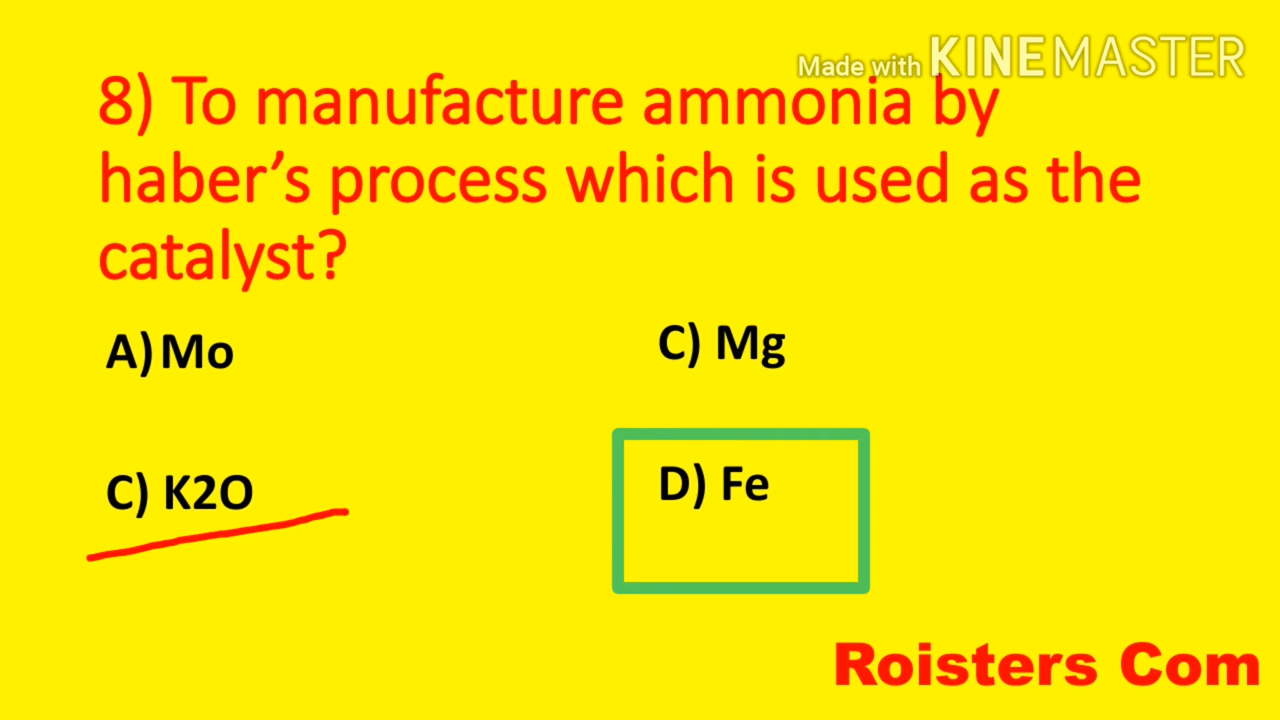 Made with KINEMASTER
8) To manufacture ammonia by
haber’s process which is used as the
catalyst?
A) Mo
C) Mg
C) K2O
D) Fe
Roisters Com